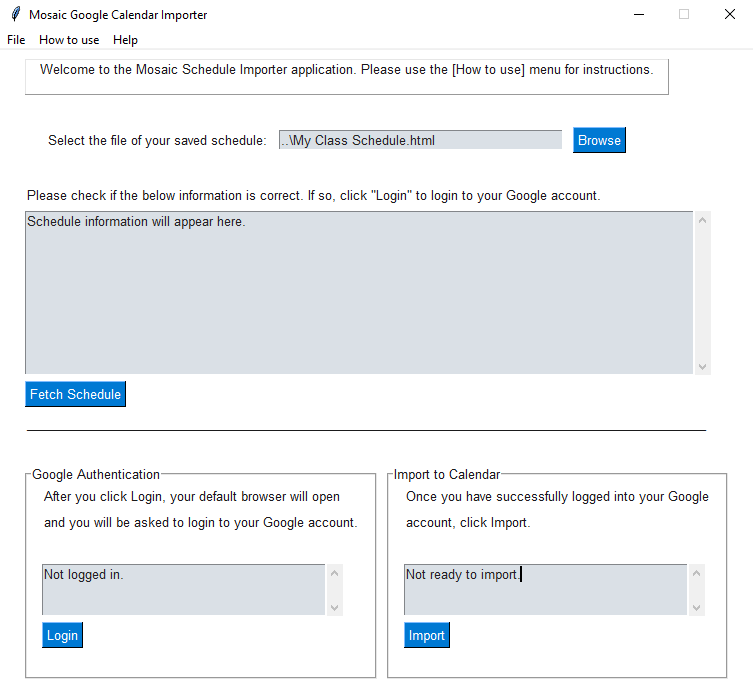 Mosaic Google Calendar Importer
File How to use Help
Welcome to the Mosaic Schedule Importer application. Please use the [How to use] menu for instructions.
Select the file of your saved schedule: ..\My Class Schedule.html Browse
Please check if the below information is correct. If so, click "Login" to login to your Google account.
Schedule information will appear here.
Fetch Schedule
Google Authentication
After you click Login, your default browser will open
and you will be asked to login to your Google account.
Not logged in.
Login
Import to Calendar
Once you have successfully logged into your Google
account, click Import.
Not ready to import.
Import